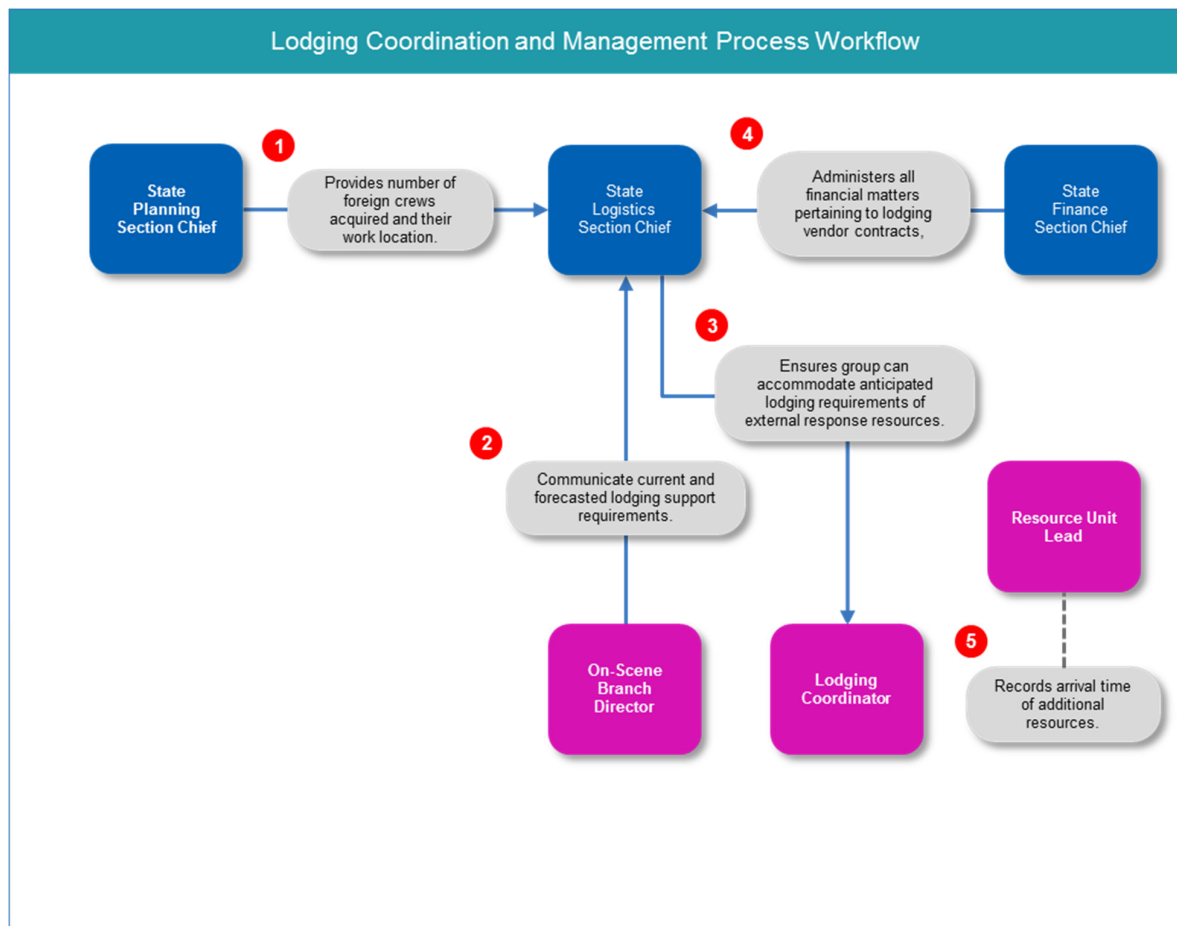 Lodging Coordination and Management Process Workflow
1
4
State
Planning
Section Chief
Provides number of
foreign crews
acquired and their
work location.
State
Logistics
Section Chief
Administers all
financial matters
pertaining to lodging
vendor contracts,
State
Finance
Section Chief
3
Ensures group can
accommodate anticipated
lodging requirements of
external response resources.
2
Communicate current and
forecasted lodging support
requirements.
Resource Unit
Lead
On-Scene
Branch
Director
Lodging
Coordinator
5
Records arrival time
of additional
resources.